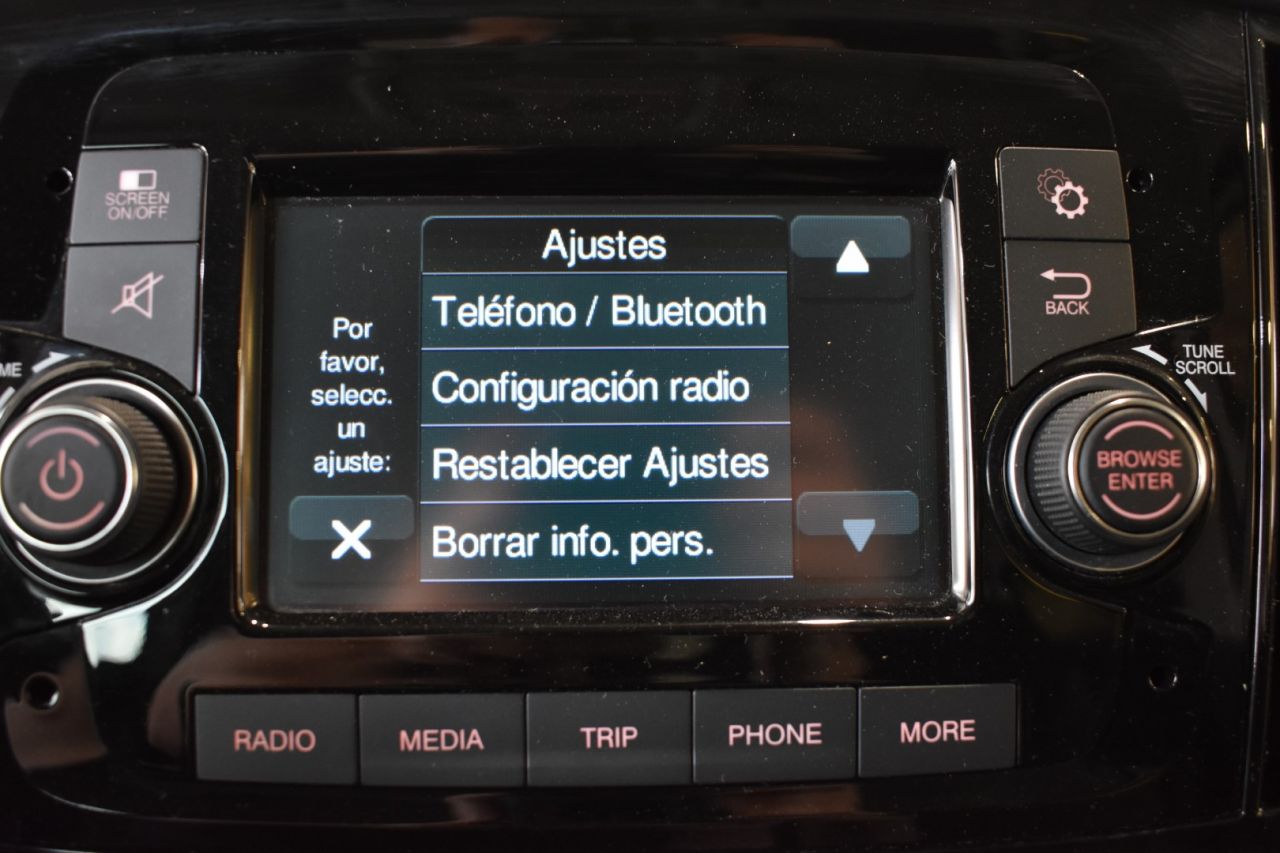 SCREEN
ON/OFF
Ajustes
Teléfono / Bluetooth
Configuración radio
Restablecer Ajustes
Borrar info. pers.
Por
favor,
selecc.
un
ajuste:
BACK
TUNE
SCROLL
BROWSE
ENTER
RADIO
MEDIA
TRIP
PHONE
MORE